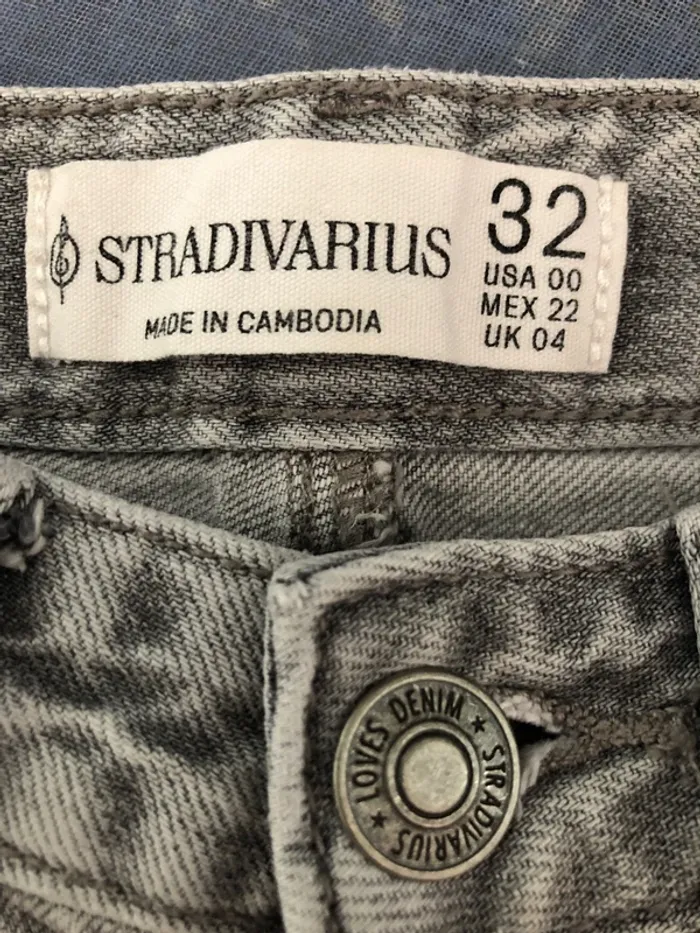 STRADIVARIUS
MADE IN CAMBODIA
32
USA 00
MEX 22
UK 04
LOVES DENIM ★ STRADIVARIUS ★